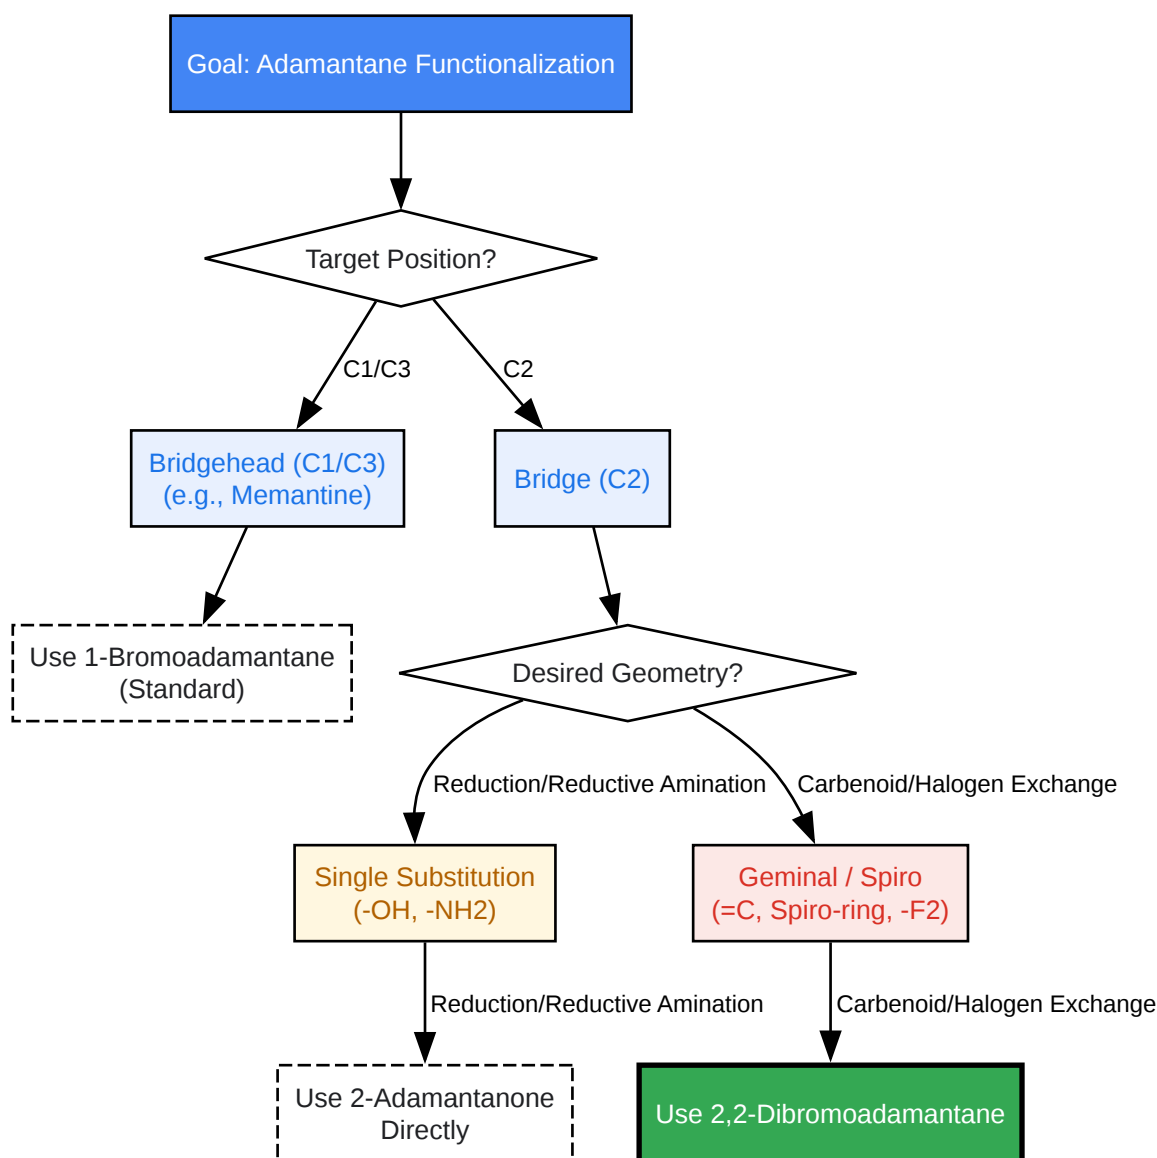 Goal: Adamantane Functionalization
Target Position?
C1/C3
C2
Bridgehead (C1/C3)
(e.g., Memantine)
Bridge (C2)
Use 1-Bromoadamantane
(Standard)
Desired Geometry?
Reduction/Reductive Amination
Carbenoid/Halogen Exchange
Single Substitution
(-OH, -NH2)
Geminal / Spiro
(=C, Spiro-ring, -F2)
Reduction/Reductive Amination
Carbenoid/Halogen Exchange
Use 2-Adamantanone
Directly
Use 2,2-Dibromoadamantane